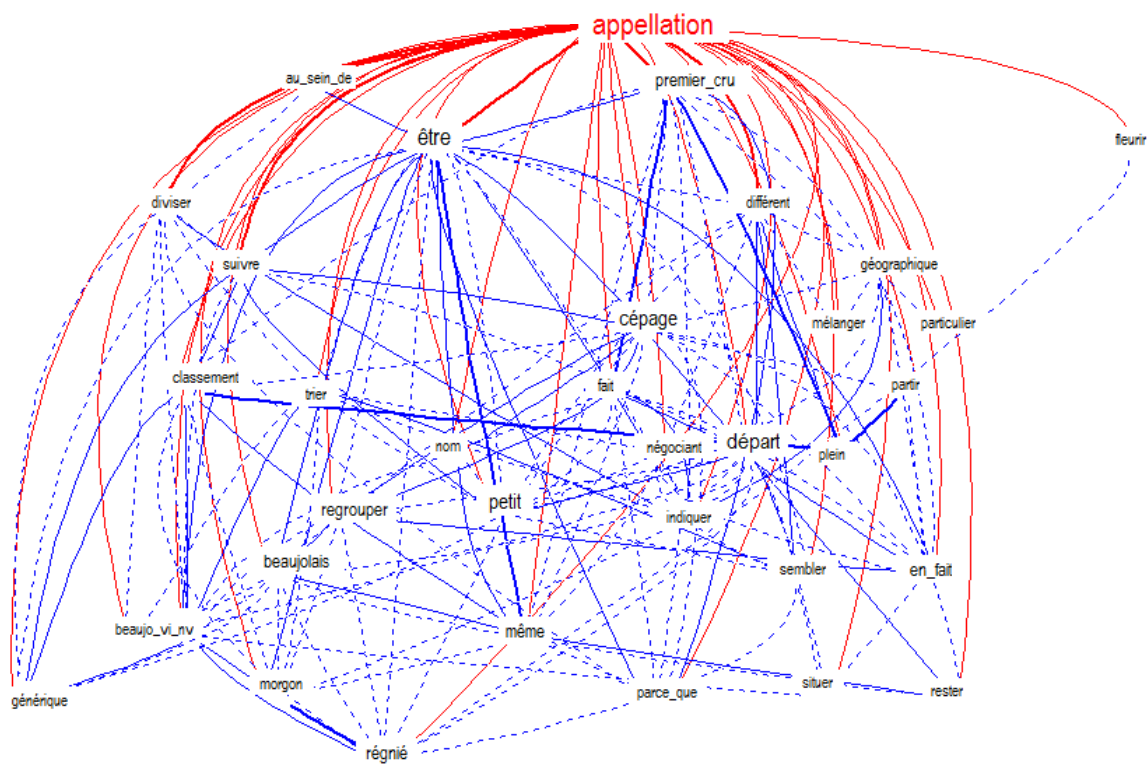 appellation
au_sein_de
premier_cru
être
fleurir
diviser
différent
suivre
géographique
cépage
mélanger
particulier
classement
trier
fait
partir
nom
négociant
départ
plein
regrouper
petit
indiquer
beaujolais
sembler
en_fait
beaujo_vi_nv
même
générique
morgon
parce_que
situer
rester
régnié